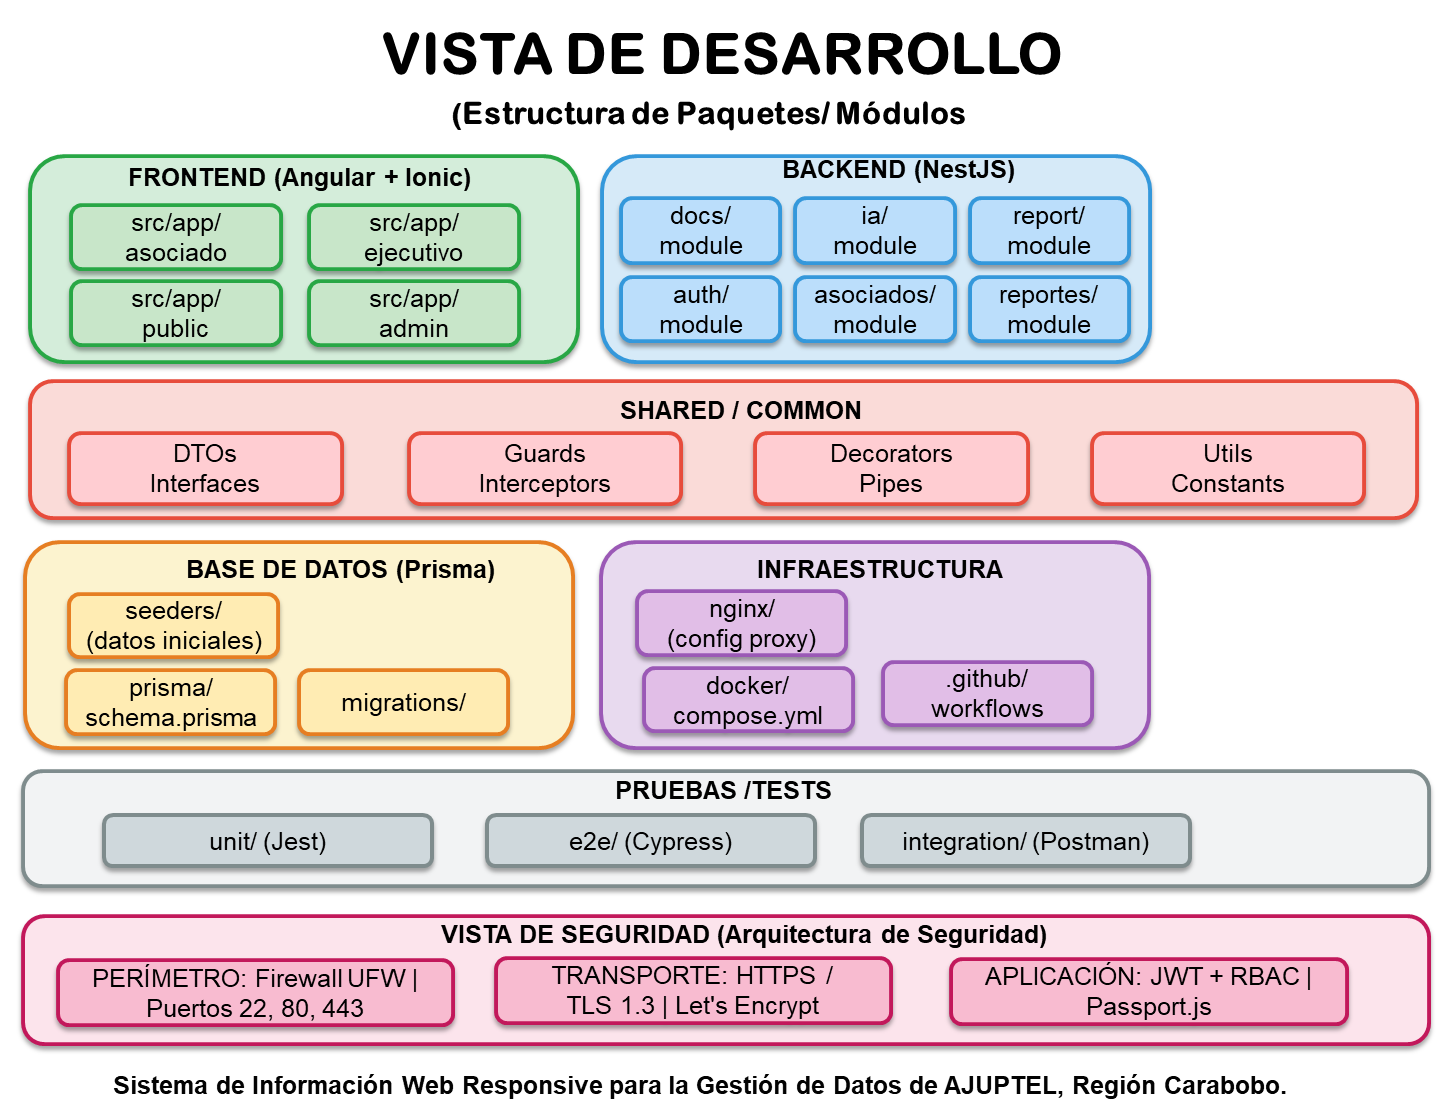 VISTA DE DESARROLLO
(Estructura de Paquetes/ Módulos
FRONTEND (Angular + Ionic)
src/app/
asociado
src/app/
ejecutivo
src/app/
public
src/app/
admin
BACKEND (NestJS)
docs/
module
ia/
module
report/
module
auth/
module
asociados/
module
reportes/
module
SHARED / COMMON
DTOs
Interfaces
Guards
Interceptors
Decorators
Pipes
Utils
Constants
BASE DE DATOS (Prisma)
seeders/
(datos iniciales)
prisma/
schema.prisma
migrations/
INFRAESTRUCTURA
nginx/
(config proxy)
docker/
compose.yml
.github/
workflows
PRUEBAS /TESTS
unit/ (Jest)
e2e/ (Cypress)
integration/ (Postman)
VISTA DE SEGURIDAD (Arquitectura de Seguridad)
PERÍMETRO: Firewall UFW |
Puertos 22, 80, 443
TRANSPORTE: HTTPS /
TLS 1.3 | Let's Encrypt
APLICACIÓN: JWT + RBAC |
Passport.js
Sistema de Información Web Responsive para la Gestión de Datos de AJUPTEL, Región Carabobo.